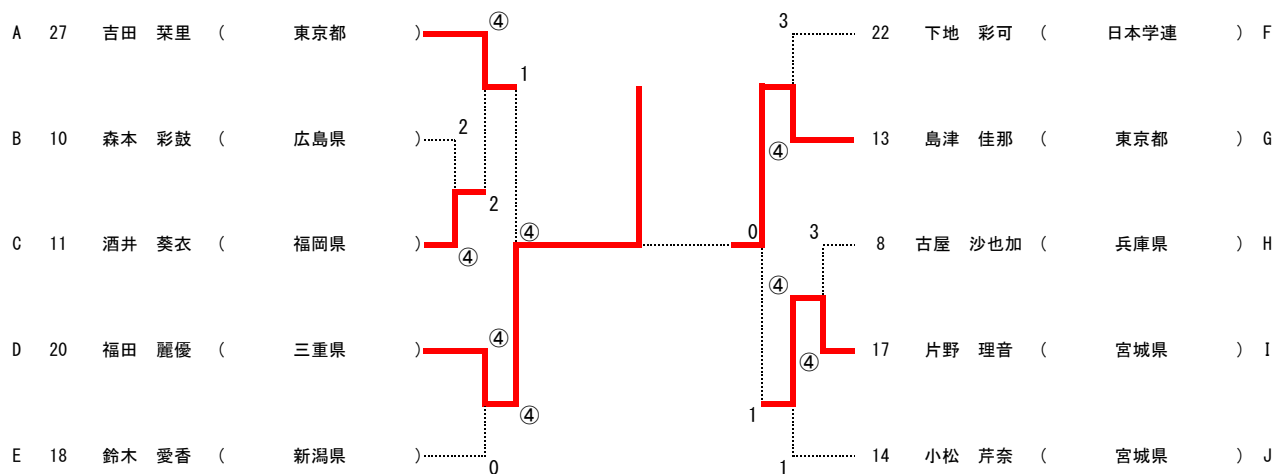 A 27 吉田 栞里 ( 東京都 ) ④ 3 22 下地 彩可 ( 日本学連 ) F
1
B 10 森本 彩鼓 ( 広島県 ) 2 ④ 13 島津 佳那 ( 東京都 ) G
2
C 11 酒井 葵衣 ( 福岡県 ) ④ ④ 0 3 8 古屋 沙也加 ( 兵庫県 ) H
④
D 20 福田 麗優 ( 三重県 ) ④ ④ 17 片野 理音 ( 宮城県 ) I
④ 1
E 18 鈴木 愛香 ( 新潟県 ) 0 1 14 小松 芹奈 ( 宮城県 ) J